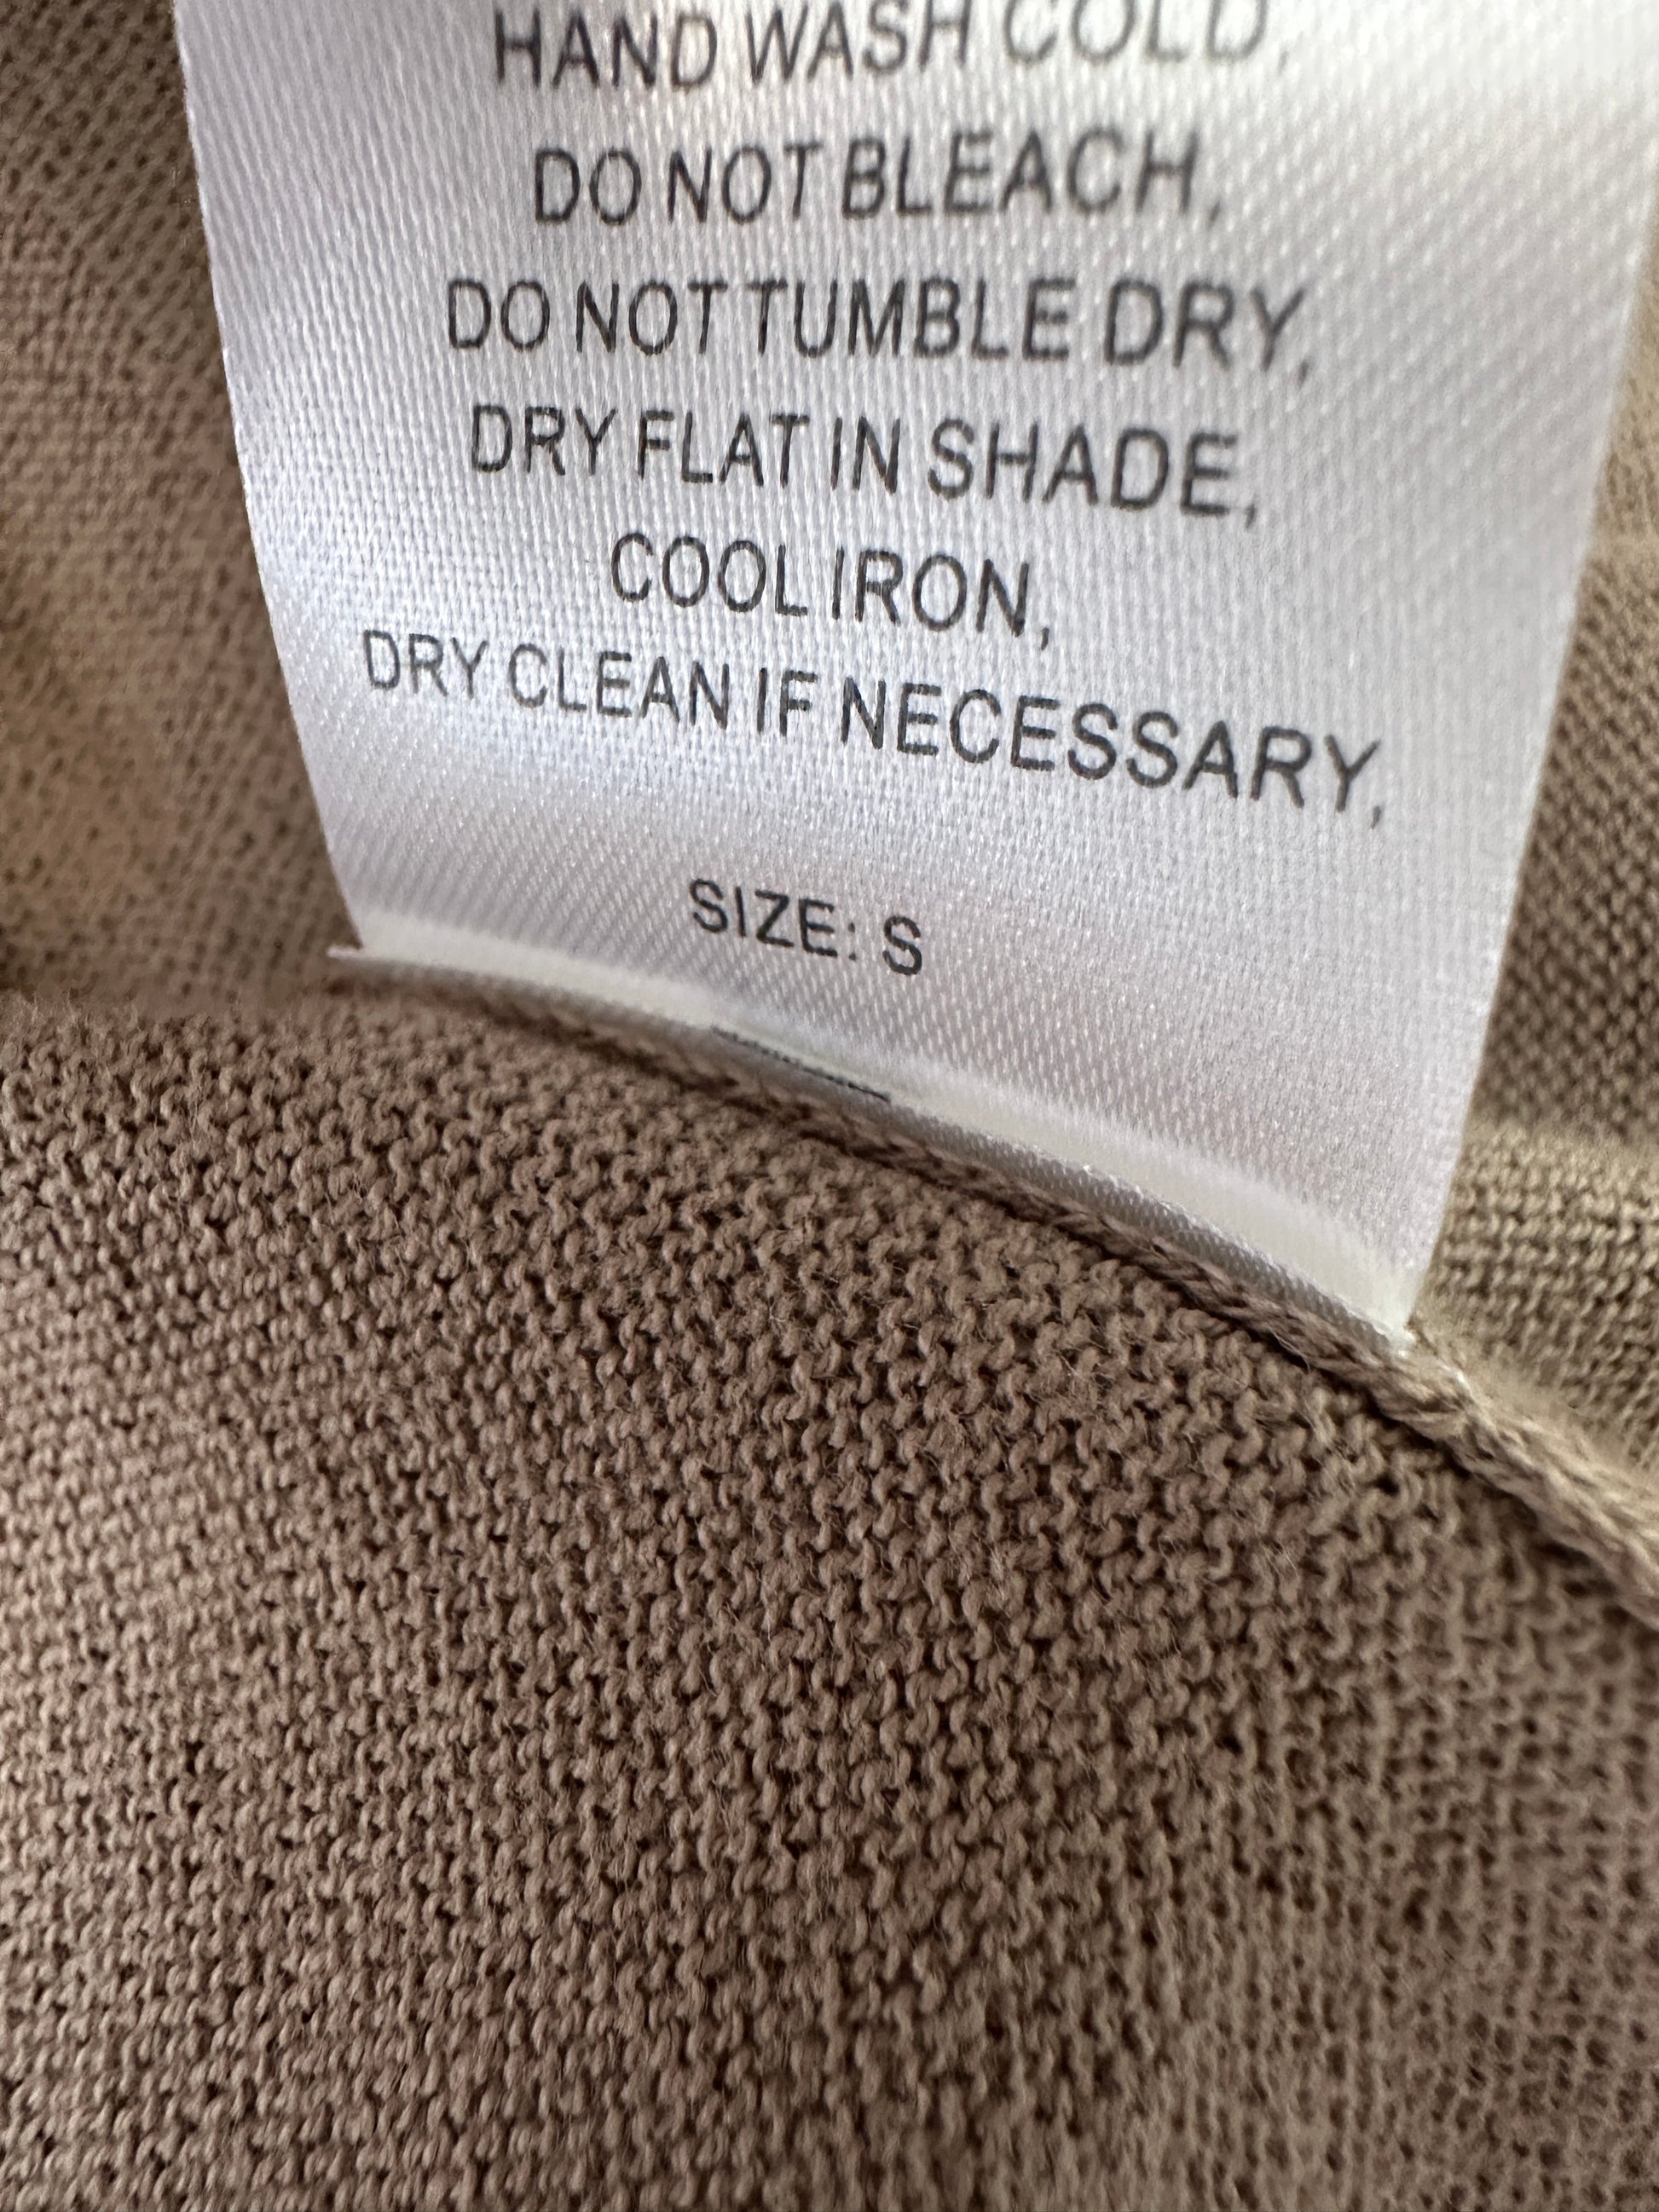 HAND WASH COLD,
DO NOT BLEACH,
DO NOT TUMBLE DRY,
DRY FLAT IN SHADE,
COOL IRON,
DRY CLEAN IF NECESSARY,
SIZE: S